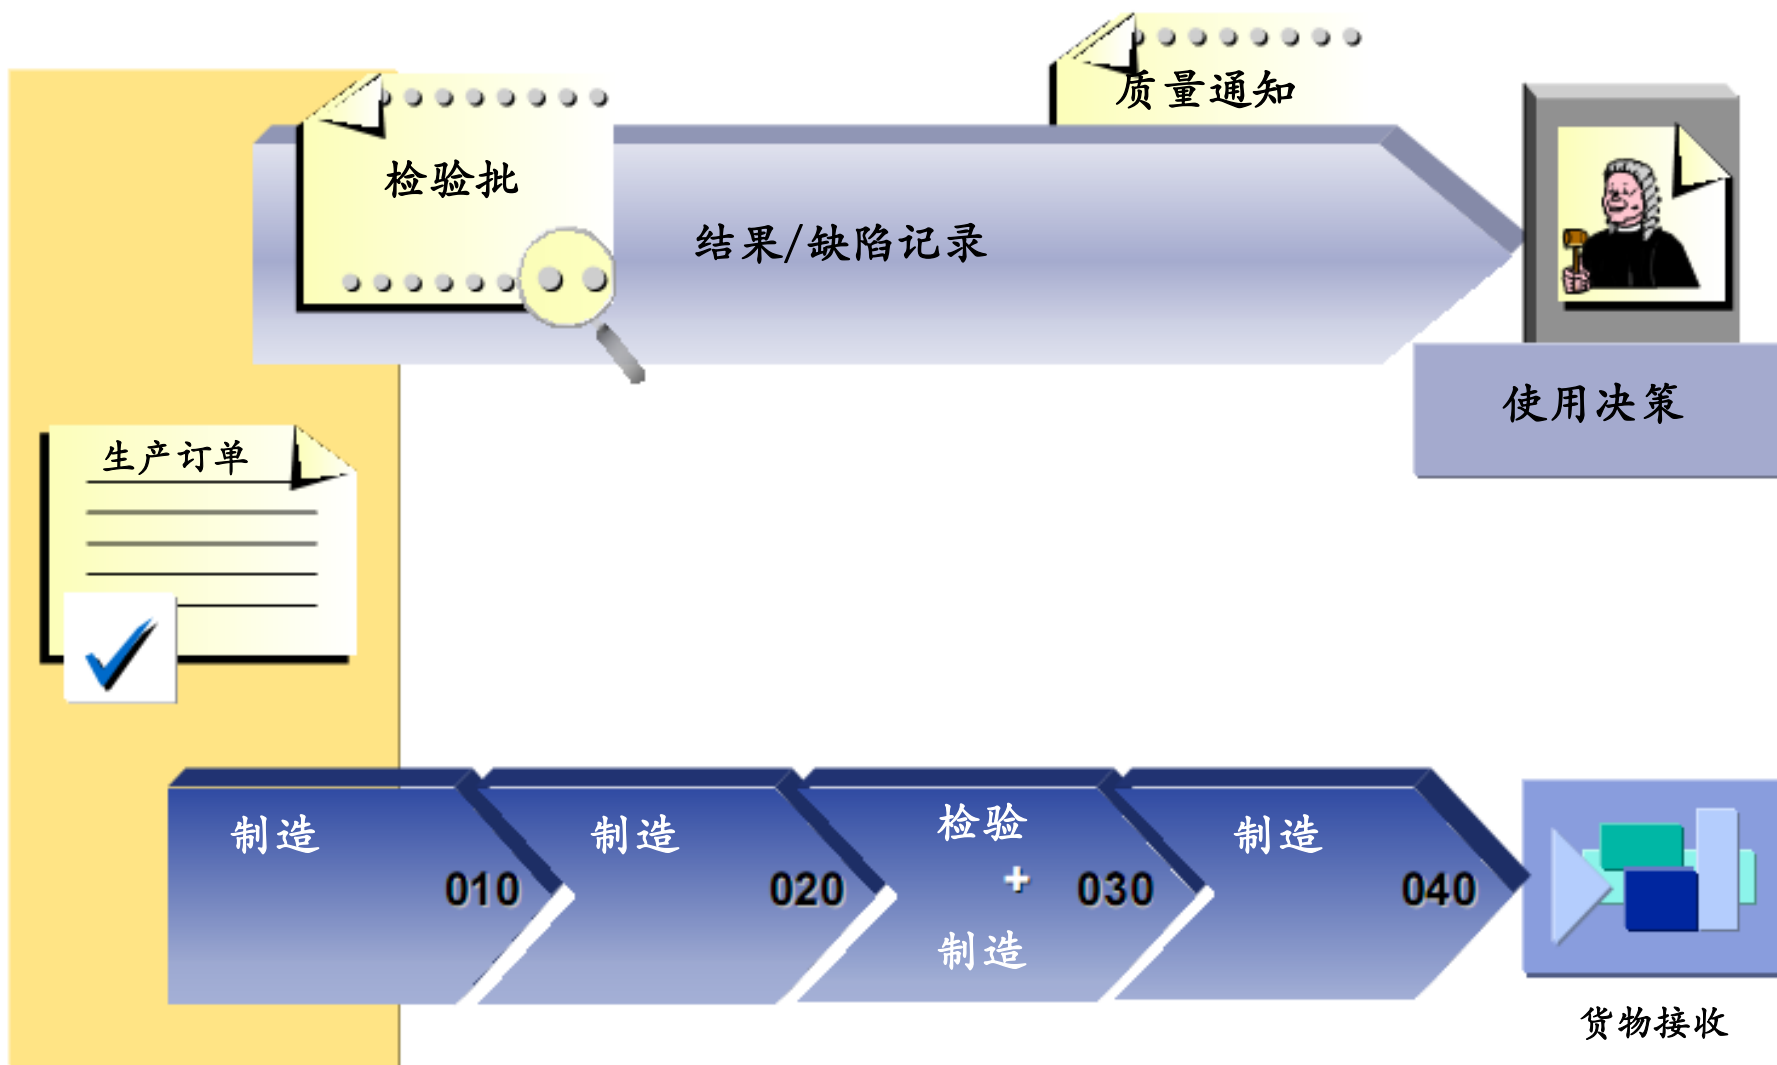 质量通知
检验批
结果/缺陷记录
使用决策
生产订单
制造
010
制造
020
检验
+
制造
030
制造
040
货物接收